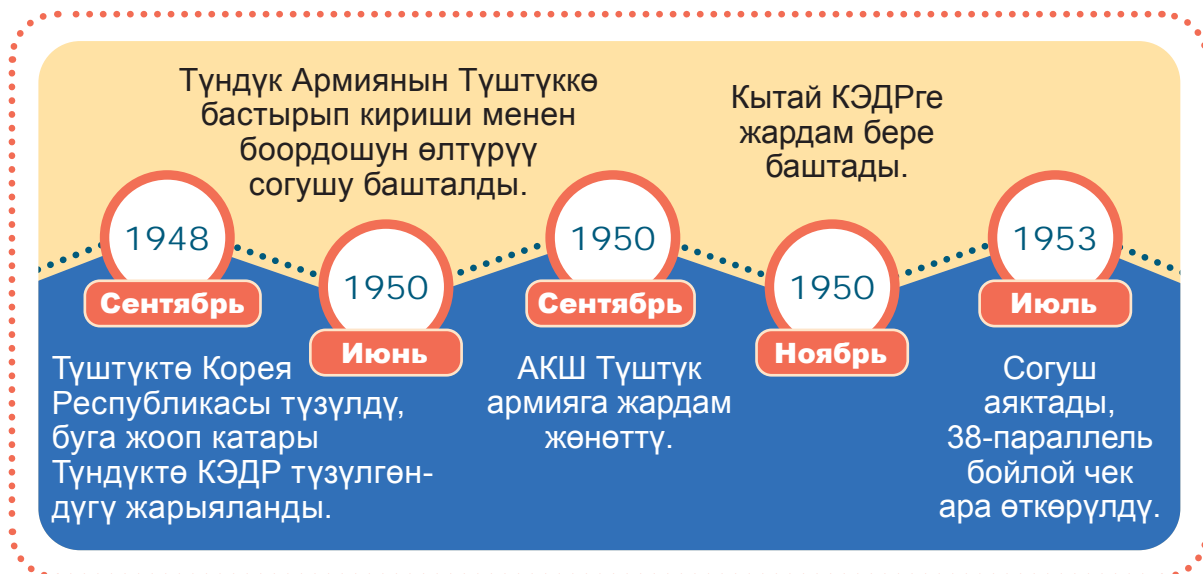 Түндүк Армиянын Түштүккө
бастырып кириши менен
боордошун өлтүрүү
согушу башталды.
Кытай КЭДРге
жардам бере
баштады.
1948
Сентябрь
1950
Июнь
1950
Сентябрь
1950
Ноябрь
1953
Июль
Түштүктө Корея
Республикасы түзүлдү,
буга жооп катары
Түндүктө КЭДР түзүлгөн-
дүгү жарыяланды.
АКШ Түштүк
армияга жардам
жөнөттү.
Согуш
аяктады,
38-параллель
бойлой чек
ара өткөрүлдү.